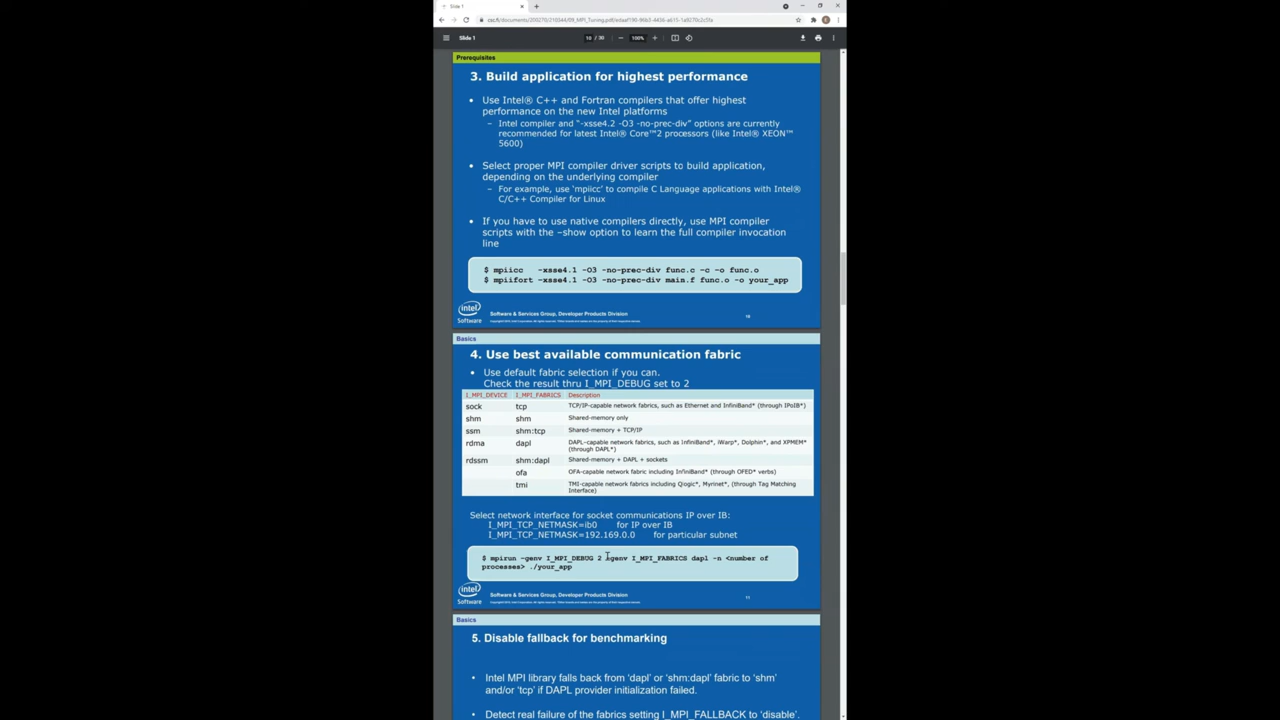 Slide 1
csc.fi/documents/200270/210344/09_MPI_Tuning.pdf/
Slide 1
10 / 30
100%
Prerequisites
3. Build application for highest performance
• Use Intel® C++ and Fortran compilers that offer highest
performance on the new Intel platforms
– Intel compiler and "-xsse4.2 -O3 -no-prec-div" options are currently
recommended for latest Intel® Core™2 processors (like Intel® XEON™
5600)
• Select proper MPI compiler driver scripts to build application,
depending on the underlying compiler
– For example, use 'mpiicc' to compile C Language applications with Intel®
C/C++ Compiler for Linux
• If you have to use native compilers directly, use MPI compiler
scripts with the –show option to learn the full compiler invocation
line
$ mpiicc -xsse4.1 -O3 -no-prec-div func.c -c -o func.o
$ mpiifort -xsse4.1 -O3 -no-prec-div main.f func.o -o your_app
intel
Software
Software & Services Group, Developer Products Division
10
Basics
4. Use best available communication fabric
• Use default fabric selection if you can.
Check the result thru I_MPI_DEBUG set to 2
I_MPI_DEVICE I_MPI_FABRICS Description
sock tcp TCP/IP-capable network fabrics, such as Ethernet and InfiniBand* (through IPoIB*)
shm shm Shared-memory only
ssm shm:tcp Shared-memory + TCP/IP
rdma dapl DAPL–capable network fabrics, such as InfiniBand*, iWarp*, Dolphin*, and XPMEM*
(through DAPL*)
rdssm shm:dapl Shared-memory + DAPL + sockets
ofa OFA-capable network fabric including InfiniBand* (through OFED* verbs)
tmi TMI-capable network fabrics including Qlogic*, Myrinet*, (through Tag Matching
Interface)
Select network interface for socket communications IP over IB:
I_MPI_TCP_NETMASK=ib0 for IP over IB
I_MPI_TCP_NETMASK=192.169.0.0 for particular subnet
$ mpirun -genv I_MPI_DEBUG 2 -genv I_MPI_FABRICS dapl -n <number of
processes> ./your_app
intel
Software
Software & Services Group, Developer Products Division
11
Basics
5. Disable fallback for benchmarking
• Intel MPI library falls back from 'dapl' or 'shm:dapl' fabric to 'shm'
and/or 'tcp' if DAPL provider initialization failed.
• Detect real failure of the fabrics setting I_MPI_FALLBACK to 'disable'.